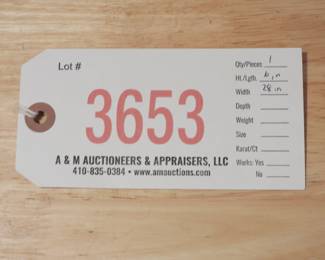 Lot #
Qty/Pieces 1
Ht./Lgth. 6 in
Width 28 in
Depth
Weight
Size
Karat/Ct
Works: Yes
No
3653
A & M AUCTIONEERS & APPRAISERS, LLC
410-835-0384 • www.amauctions.com